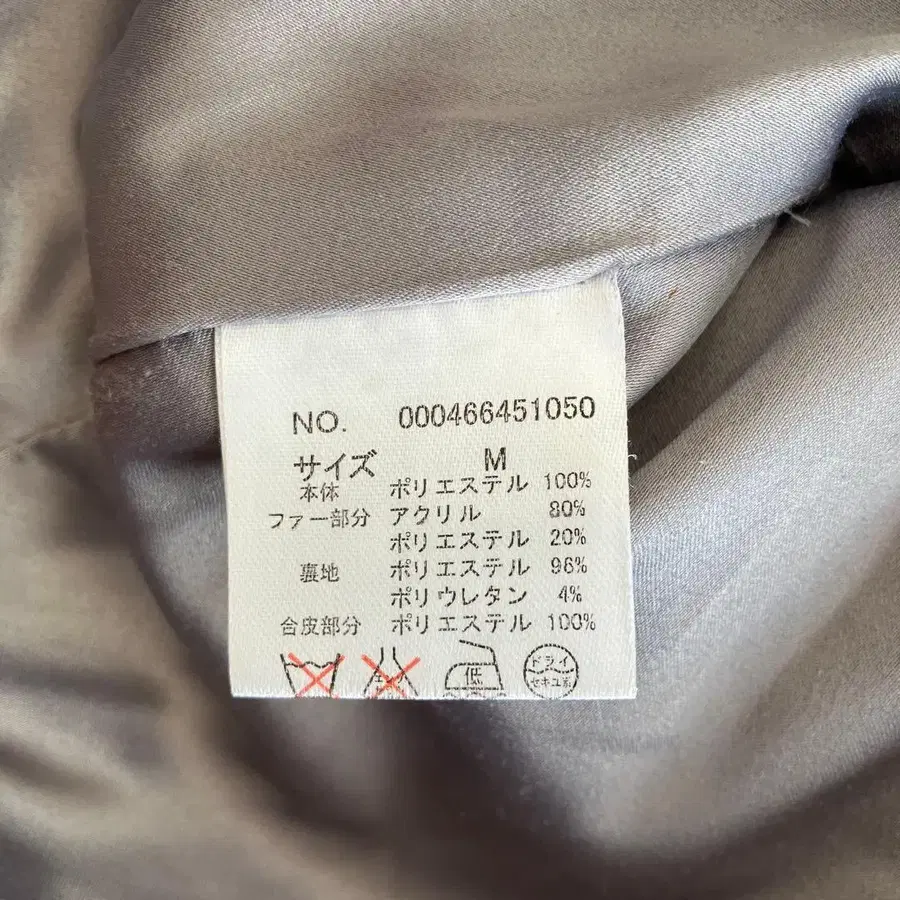 NO. 000466451050
サイズ M
本体 ポリエステル 100%
ファー部分 アクリル 80%
ポリエステル 20%
裏地 ポリエステル 96%
ポリウレタン 4%
合皮部分 ポリエステル 100%
低
ドライ
セキユ系